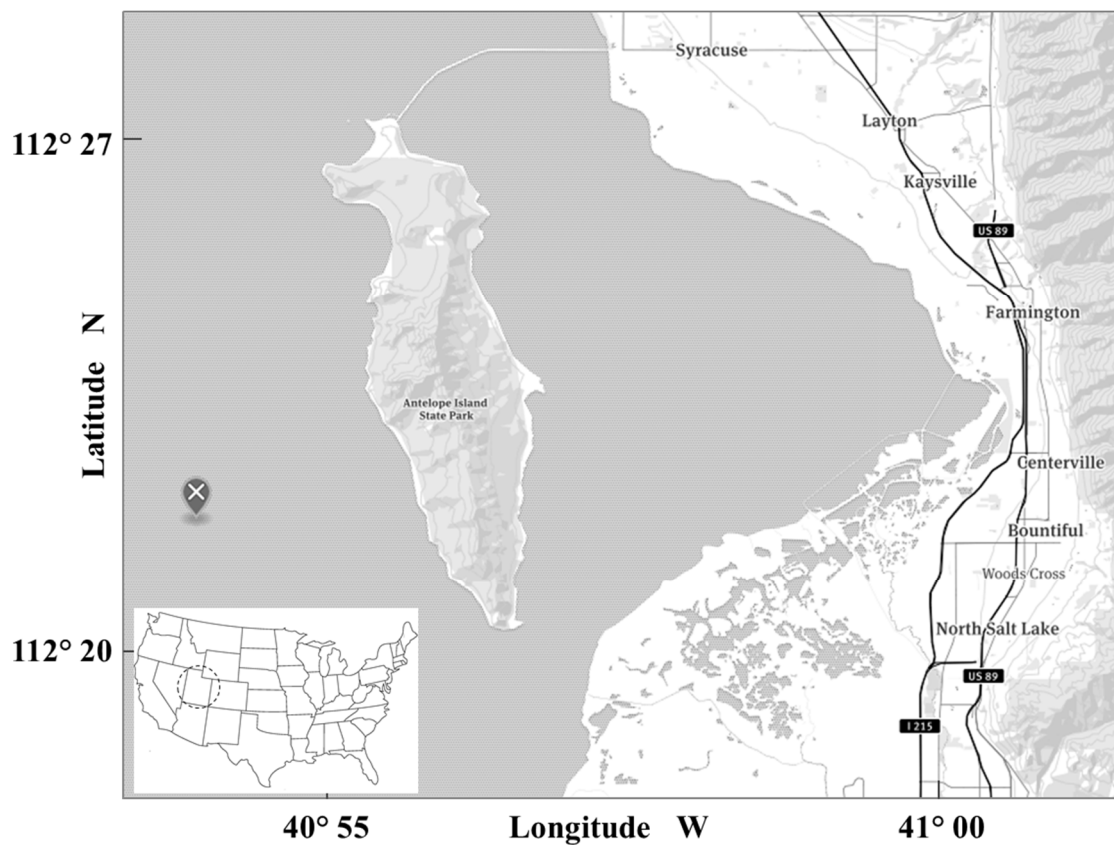 Syracuse
Layton
112° 27
Kaysville
US 89
Farmington
Latitude N
Antelope Island
State Park
Centerville
Bountiful
Woods Cross
North Salt Lake
112° 20
US 89
I 215
40° 55
Longitude W
41° 00